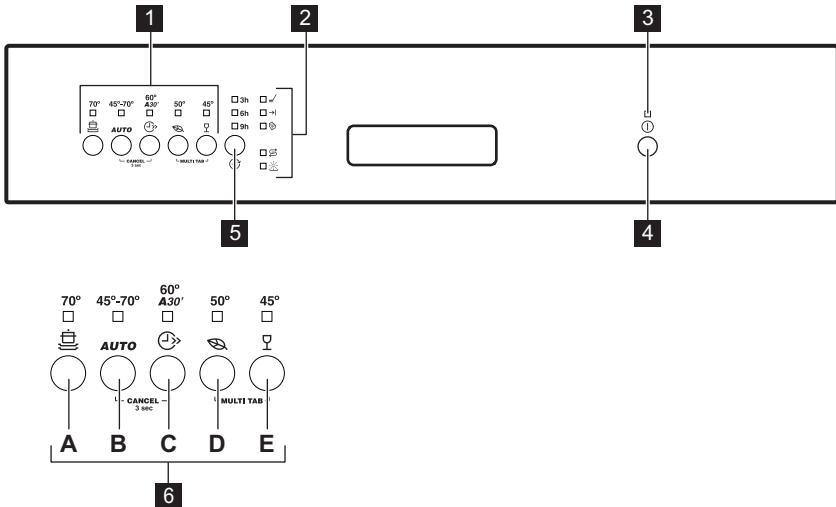 1 2 3
70° 45°-70° 60° A30' 50° 45°
3h
6h
9h
AUTO
CANCEL
3 sec
MULTI TAB
5 4
60°
70° 45°-70° A30' 50° 45°
AUTO
CANCEL
3 sec
MULTI TAB
A B C D E
6